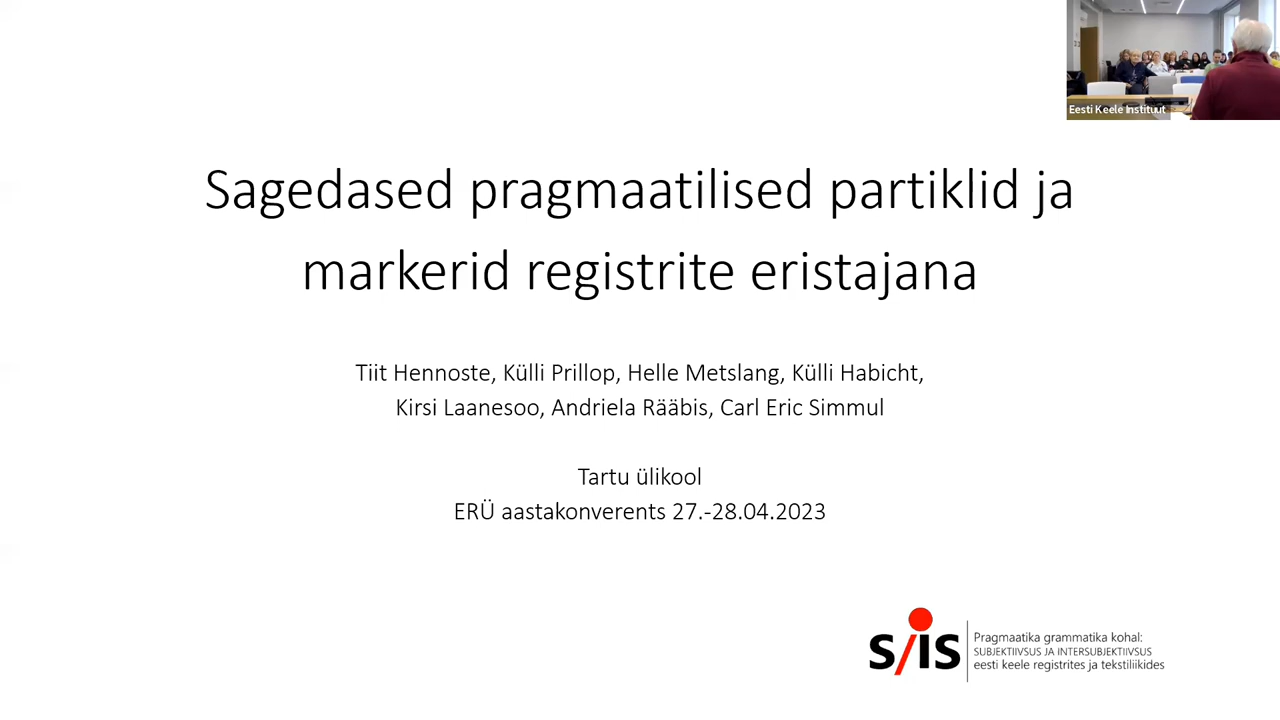 Eesti Keele Instituut
Sagedased pragmaatilised partiklid ja
markerid registrite eristajana
Tiit Hennoste, Külli Prillop, Helle Metslang, Külli Habicht,
Kirsi Laanesoo, Andriela Rääbis, Carl Eric Simmul
Tartu ülikool
ERÜ aastakonverents 27.-28.04.2023
s/is
Pragmaatika grammatika kohal:
SUBJEKTIIVSUS JA INTERSUBJEKTIIVSUS
eesti keele registrites ja tekstiliikides